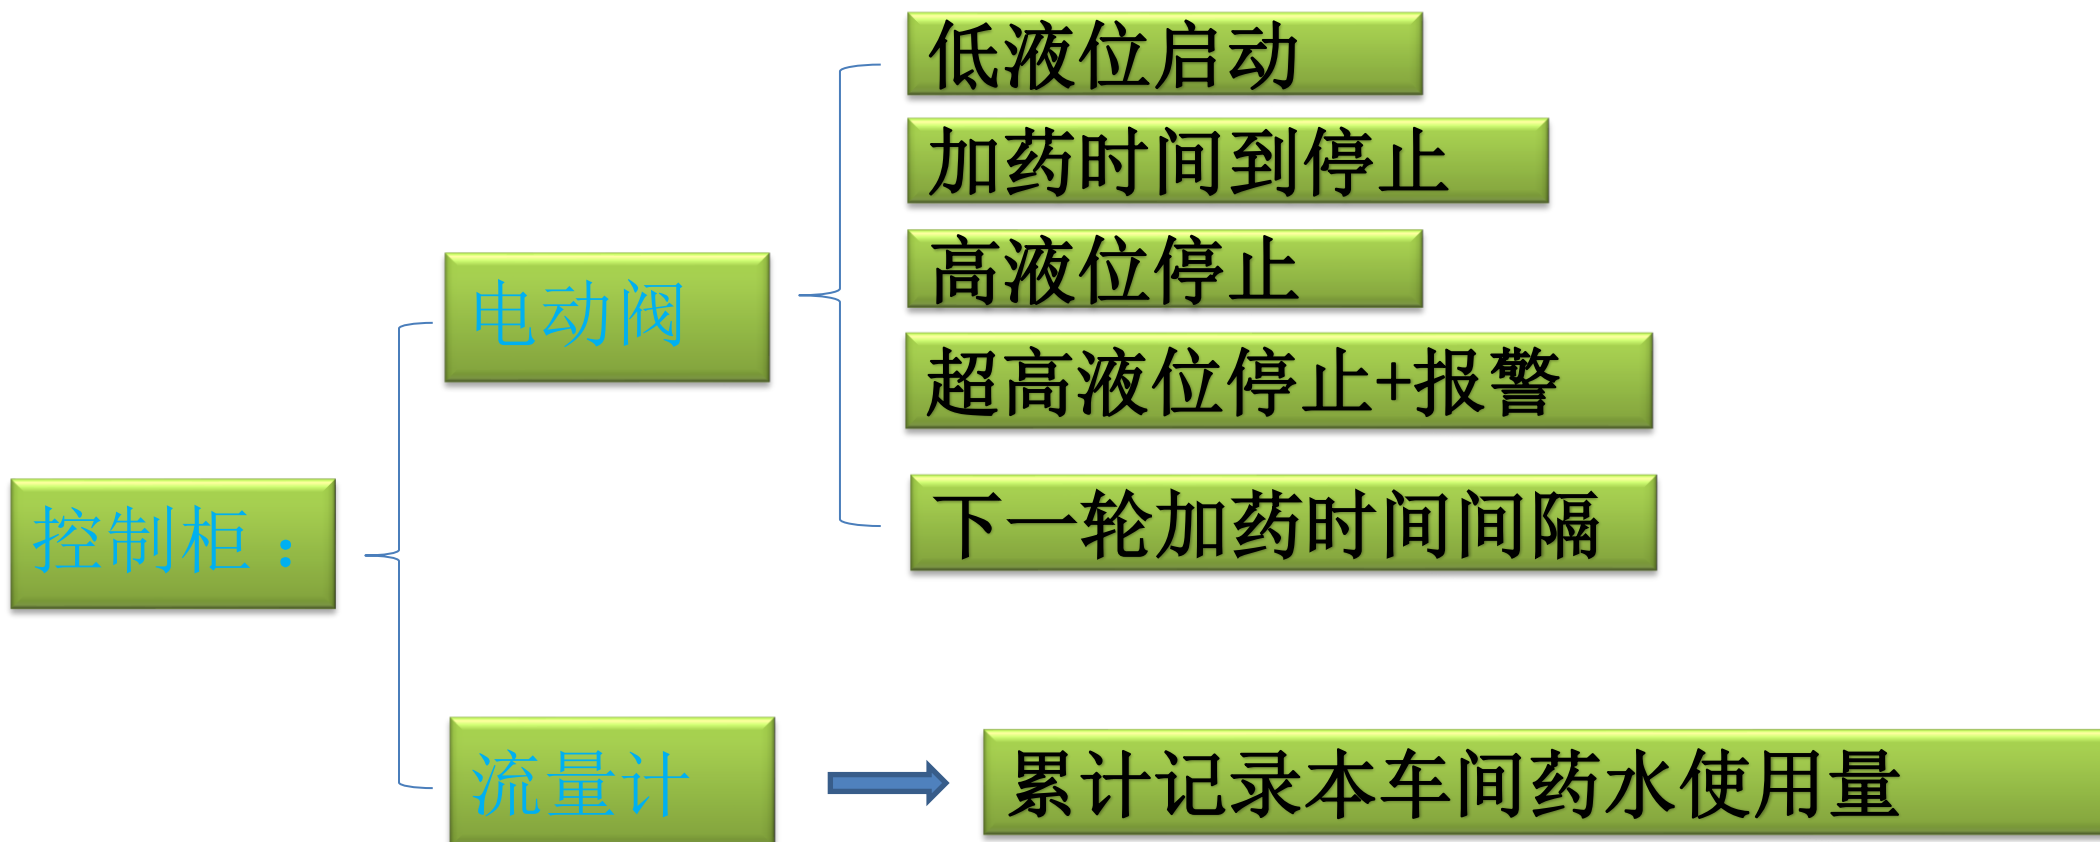 低液位启动
加药时间到停止
高液位停止
电动阀
超高液位停止+报警
控制柜：
下一轮加药时间间隔
流量计
累计记录本车间药水使用量